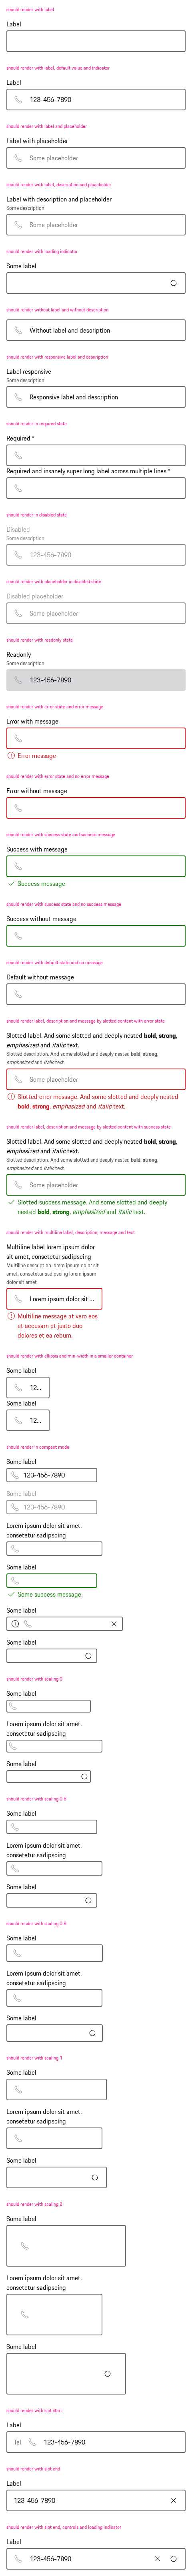 should render with label
Label
should render with label, default value and indicator
Label
123-456-7890
should render with label and placeholder
Label with placeholder
Some placeholder
should render with label, description and placeholder
Label with description and placeholder
Some description
Some placeholder
should render with loading indicator
Some label
should render without label and without description
Without label and description
should render with responsive label and description
Label responsive
Some description
Responsive label and description
should render in required state
Required *
Required and insanely super long label across multiple lines *
should render in disabled state
Disabled
Some description
123-456-7890
should render with placeholder in disabled state
Disabled placeholder
Some placeholder
should render with readonly state
Readonly
Some description
123-456-7890
should render with error state and error message
Error with message
Error message
should render with error state and no error message
Error without message
should render with success state and success message
Success with message
Success message
should render with success state and no success message
Success without message
should render with default state and no message
Default without message
should render label, description and message by slotted content with error state
Slotted label. And some slotted and deeply nested bold, strong,
emphasized and italic text.
Slotted description. And some slotted and deeply nested bold, strong,
emphasized and italic text.
Some placeholder
Slotted error message. And some slotted and deeply nested
bold, strong, emphasized and italic text.
should render label, description and message by slotted content with success state
Slotted label. And some slotted and deeply nested bold, strong,
emphasized and italic text.
Slotted description. And some slotted and deeply nested bold, strong,
emphasized and italic text.
Some placeholder
Slotted success message. And some slotted and deeply
nested bold, strong, emphasized and italic text.
should render with multiline label, description, message and text
Multiline label lorem ipsum dolor
sit amet, consetetur sadipscing
Multiline description lorem ipsum dolor sit
amet, consetetur sadipscing lorem ipsum
dolor sit amet
Lorem ipsum dolor sit ...
Multiline message at vero eos
et accusam et justo duo
dolores et ea rebum.
should render with ellipsis and min-width in a smaller container
Some label
12...
Some label
12...
should render in compact mode
Some label
123-456-7890
Some label
123-456-7890
Lorem ipsum dolor sit amet,
consetetur sadipscing
Some label
Some success message.
Some label
Some label
should render with scaling 0
Some label
Lorem ipsum dolor sit amet,
consetetur sadipscing
Some label
should render with scaling 0.5
Some label
Lorem ipsum dolor sit amet,
consetetur sadipscing
Some label
should render with scaling 0.8
Some label
Lorem ipsum dolor sit amet,
consetetur sadipscing
Some label
should render with scaling 1
Some label
Lorem ipsum dolor sit amet,
consetetur sadipscing
Some label
should render with scaling 2
Some label
Lorem ipsum dolor sit amet,
consetetur sadipscing
Some label
should render with slot start
Label
Tel 123-456-7890
should render with slot end
Label
123-456-7890
should render with slot end, controls and loading indicator
Label
123-456-7890